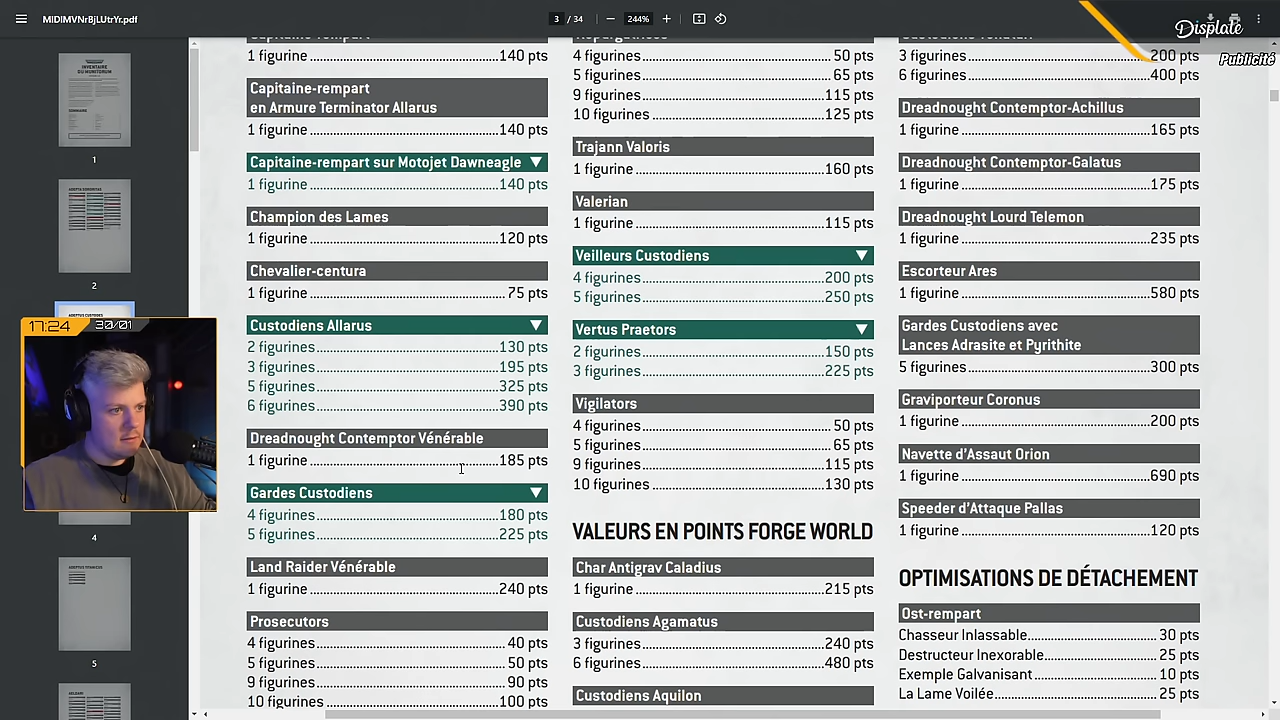 MIDIMVNrBjLUtrYr.pdf
3 / 34
244%
Displate
Publicité
INVENTAIRE
DU MUNITORUM
1
2
4
5
17:24 30/01
1 figurine 140 pts
Capitaine-rempart
en Armure Terminator Allarus
1 figurine 140 pts
Capitaine-rempart sur Motojet Dawneagle ▼
1 figurine 140 pts
Champion des Lames
1 figurine 120 pts
Chevalier-centura
1 figurine 75 pts
Custodiens Allarus ▼
2 figurines 130 pts
3 figurines 195 pts
5 figurines 325 pts
6 figurines 390 pts
Dreadnought Contemptor Vénérable
1 figurine 185 pts
Gardes Custodiens ▼
4 figurines 180 pts
5 figurines 225 pts
Land Raider Vénérable
1 figurine 240 pts
Prosecutors
4 figurines 40 pts
5 figurines 50 pts
9 figurines 90 pts
10 figurines 100 pts
4 figurines 50 pts
5 figurines 65 pts
9 figurines 115 pts
10 figurines 125 pts
Trajann Valoris
1 figurine 160 pts
Valerian
1 figurine 115 pts
Veilleurs Custodiens ▼
4 figurines 200 pts
5 figurines 250 pts
Vertus Praetors ▼
2 figurines 150 pts
3 figurines 225 pts
Vigilators
4 figurines 50 pts
5 figurines 65 pts
9 figurines 115 pts
10 figurines 130 pts
VALEURS EN POINTS FORGE WORLD
Char Antigrav Caladius
1 figurine 215 pts
Custodiens Agamatus
3 figurines 240 pts
6 figurines 480 pts
Custodiens Aquilon
3 figurines 200 pts
6 figurines 400 pts
Dreadnought Contemptor-Achillus
1 figurine 165 pts
Dreadnought Contemptor-Galatus
1 figurine 175 pts
Dreadnought Lourd Telemon
1 figurine 235 pts
Escorteur Ares
1 figurine 580 pts
Gardes Custodiens avec
Lances Adrasite et Pyrithite
5 figurines 300 pts
Graviporteur Coronus
1 figurine 200 pts
Navette d'Assaut Orion
1 figurine 690 pts
Speeder d'Attaque Pallas
1 figurine 120 pts
OPTIMISATIONS DE DÉTACHEMENT
Ost-rempart
Chasseur Inlassable 30 pts
Destructeur Inexorable 25 pts
Exemple Galvanisant 10 pts
La Lame Voilée 25 pts